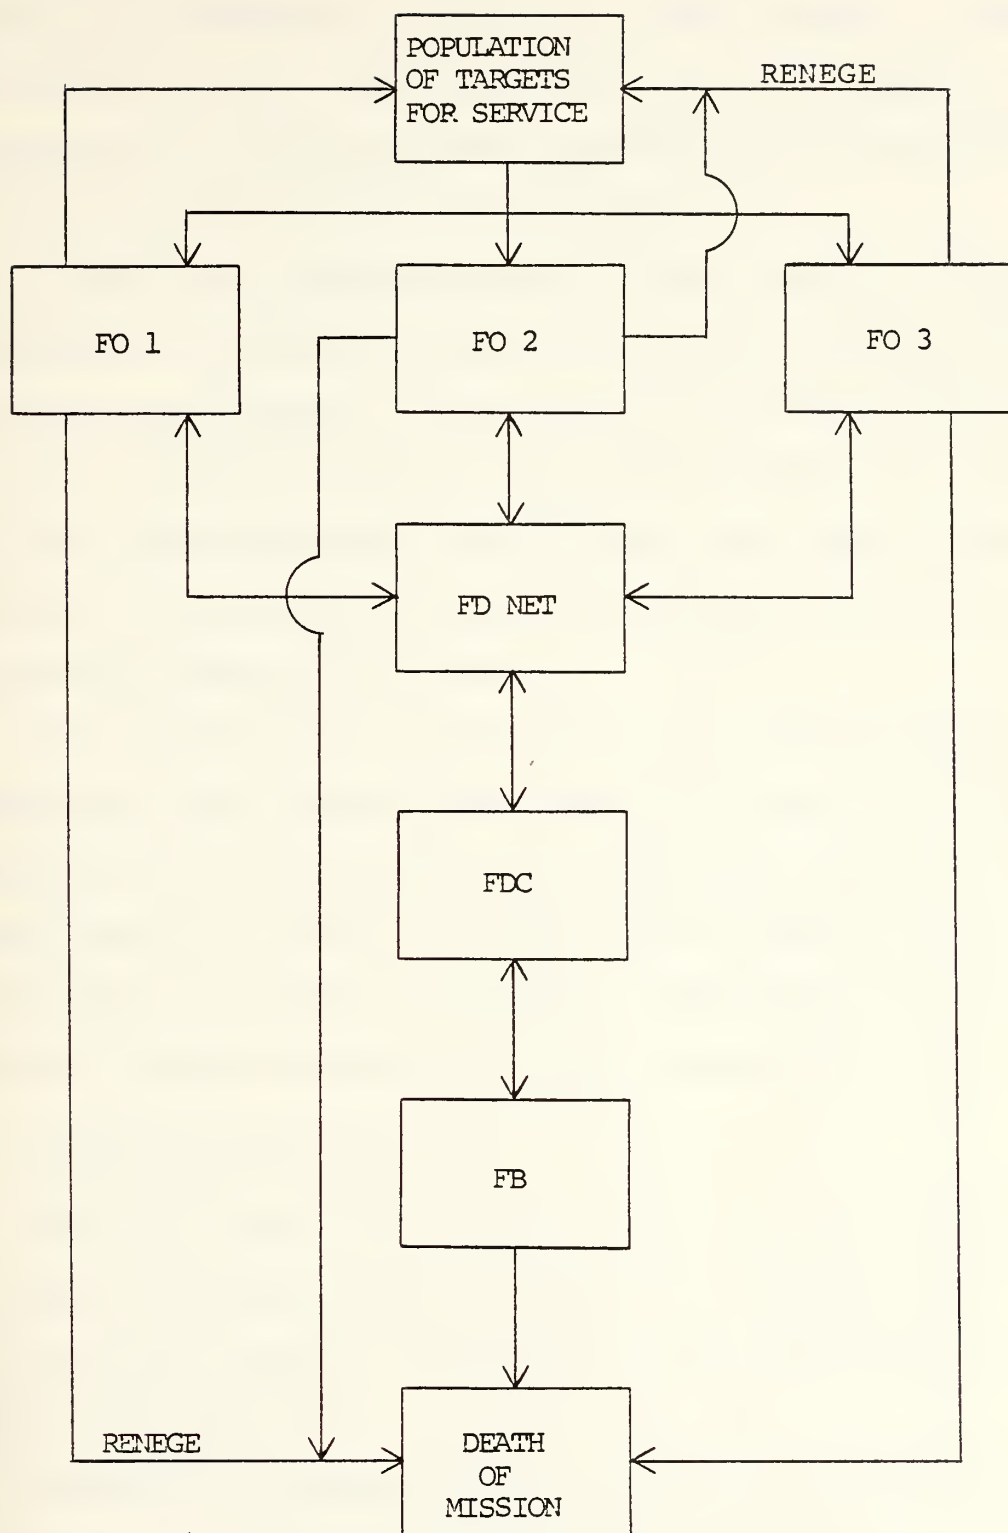 POPULATION
OF TARGETS
FOR SERVICE
RENEGE
FO 1
FO 2
FO 3
FD NET
FDC
FB
RENEGE
DEATH
OF
MISSION